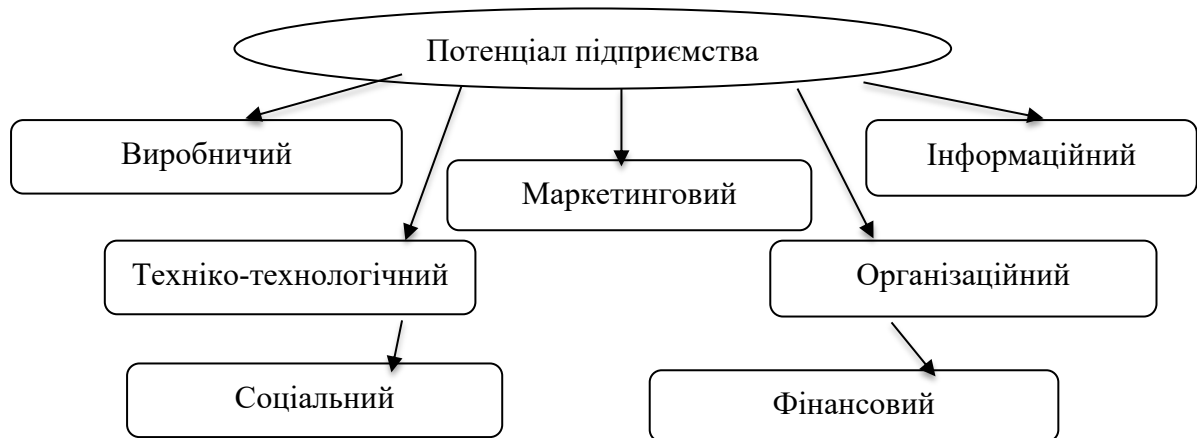 Потенціал підприємства
Виробничий
Інформаційний
Маркетинговий
Техніко-технологічний
Організаційний
Соціальний
Фінансовий